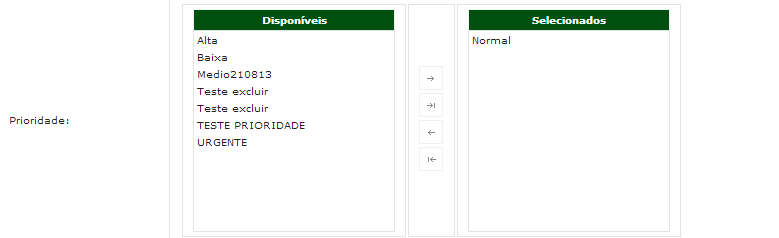 Prioridade:
Disponíveis
Alta
Baixa
Medio210813
Teste excluir
Teste excluir
TESTE PRIORIDADE
URGENTE
Selecionados
Normal